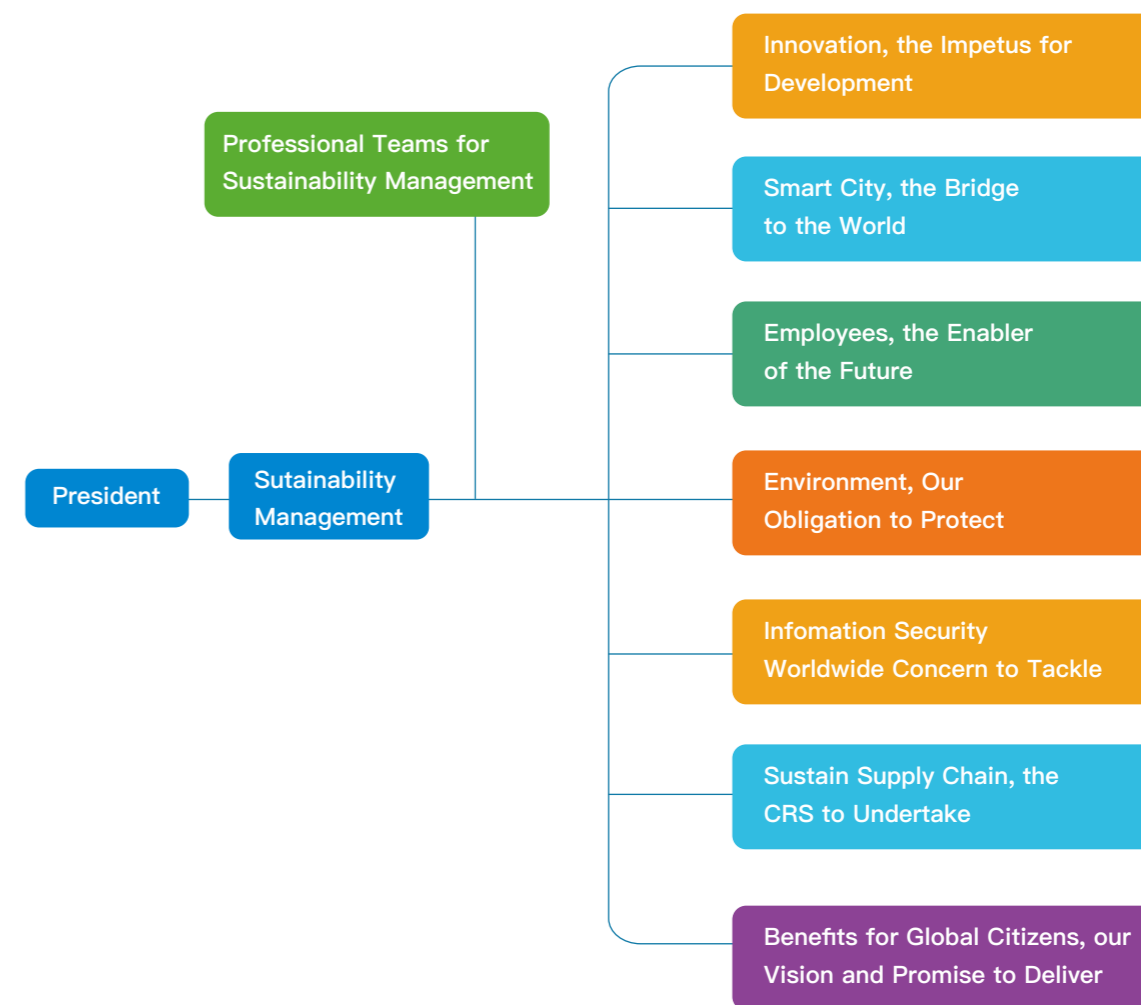 Professional Teams for
Sustainability Management
President
Sutainability
Management
Innovation, the Impetus for
Development
Smart City, the Bridge
to the World
Employees, the Enabler
of the Future
Environment, Our
Obligation to Protect
Infomation Security
Worldwide Concern to Tackle
Sustain Supply Chain, the
CRS to Undertake
Benefits for Global Citizens, our
Vision and Promise to Deliver